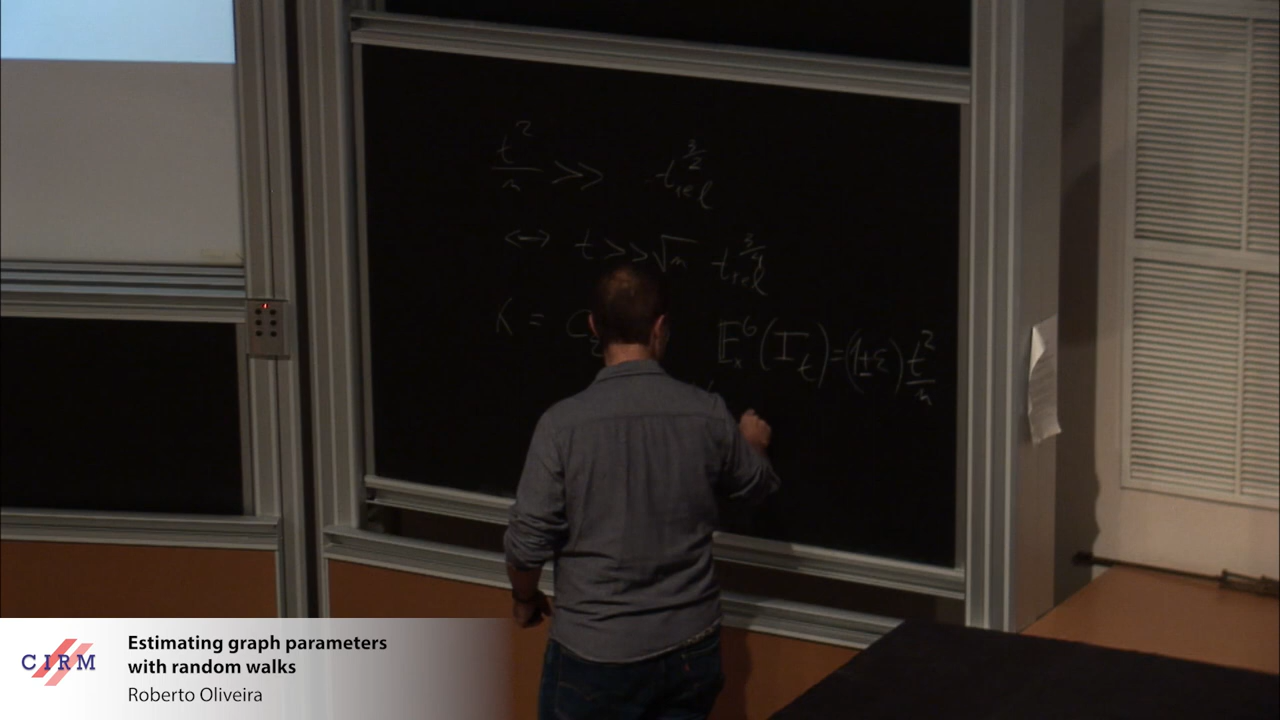 t²/n >> t_rel^{3/2}
<-> t >> √n t_rel^{3/4}
K = C
E_x^G (I_t) = (1±ε) t²/n
CIRM
Estimating graph parameters
with random walks
Roberto Oliveira